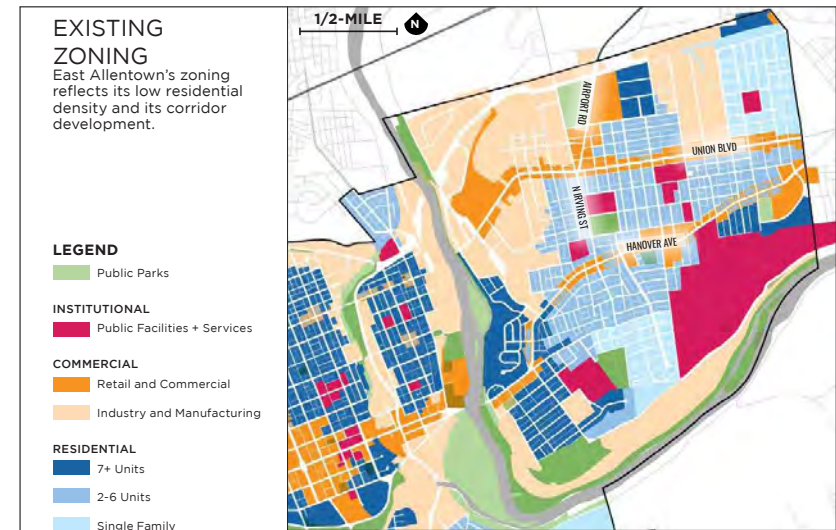 EXISTING
ZONING
East Allentown’s zoning
reflects its low residential
density and its corridor
development.
LEGEND
Public Parks
INSTITUTIONAL
Public Facilities + Services
COMMERCIAL
Retail and Commercial
Industry and Manufacturing
RESIDENTIAL
7+ Units
2-6 Units
Single Family
1/2-MILE
N
AIRPORT RD
UNION BLVD
N IRVING ST
HANOVER AVE